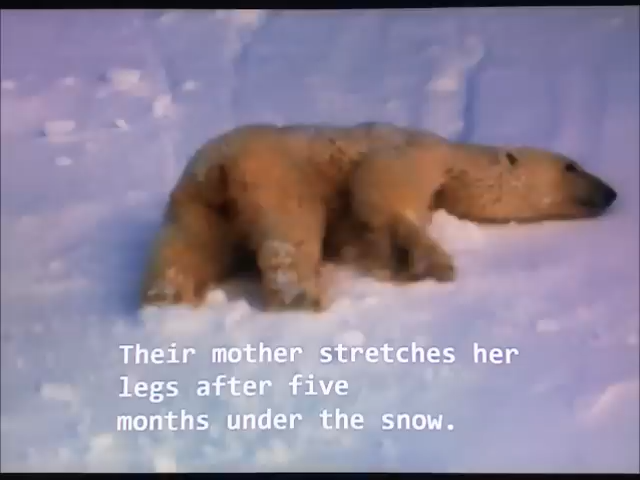 Their mother stretches her
legs after five
months under the snow.